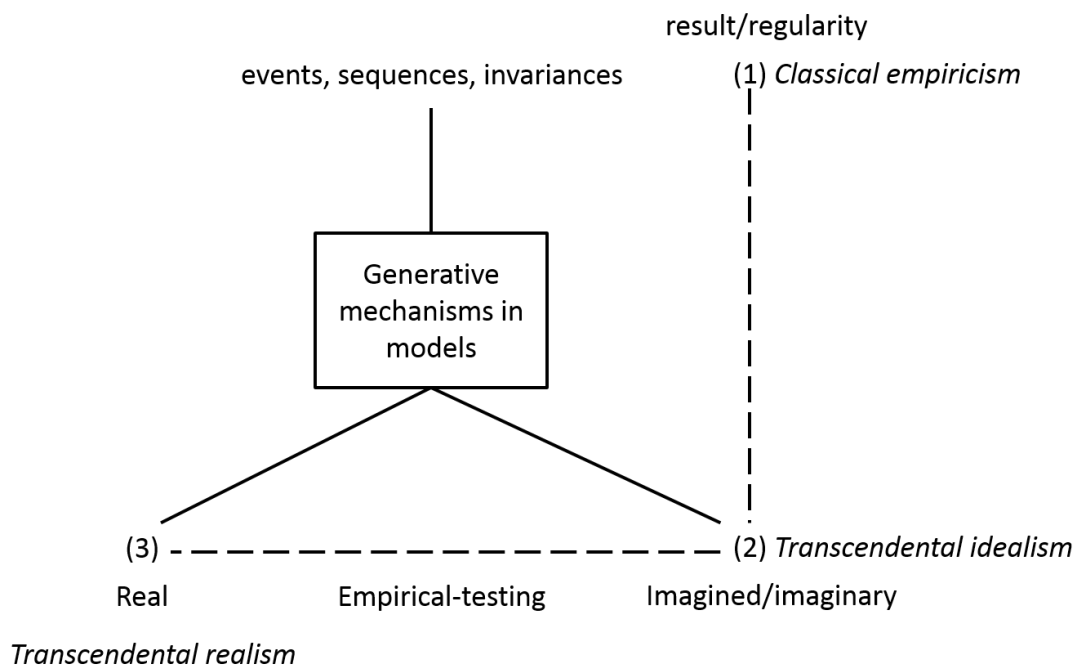 result/regularity
events, sequences, invariances
(1) Classical empiricism
Generative
mechanisms in
models
(3)
(2) Transcendental idealism
Real
Empirical-testing
Imagined/imaginary
Transcendental realism